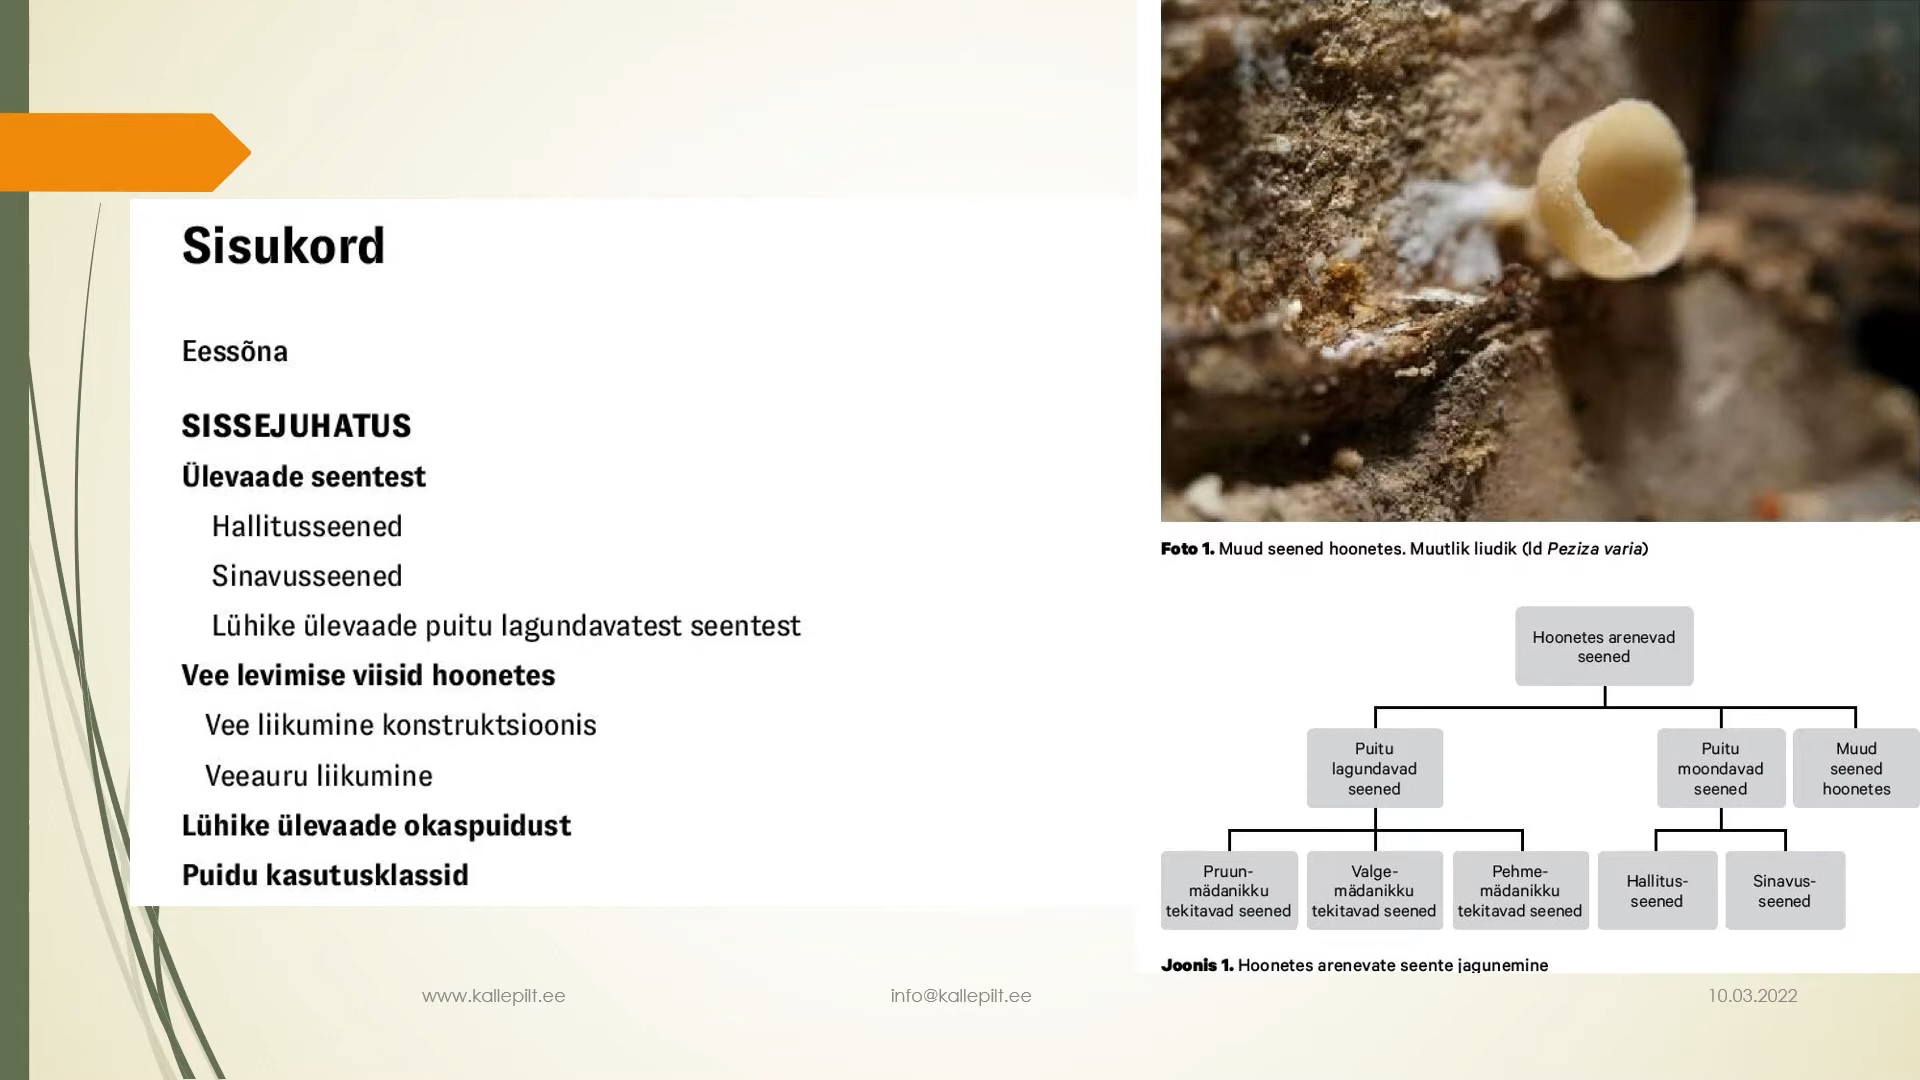 Sisukord
Eessõna
SISSEJUHATUS
Ülevaade seentest
Hallitusseened
Sinavusseened
Lühike ülevaade puitu lagundavatest seentest
Vee levimise viisid hoonetes
Vee liikumine konstruktsioonis
Veeauru liikumine
Lühike ülevaade okaspuidust
Puidu kasutusklassid
Foto 1. Muud seened hoonetes. Muutlik liudik (ld Peziza varia)
Hoonetes arenevad
seened
Puitu
lagundavad
seened
Puitu
moondavad
seened
Muud
seened
hoonetes
Pruun-
mädanikku
tekitavad seened
Valge-
mädanikku
tekitavad seened
Pehme-
mädanikku
tekitavad seened
Hallitus-
seened
Sinavus-
seened
Joonis 1. Hoonetes arenevate seente jagunemine
www.kallepilt.ee
info@kallepilt.ee
10.03.2022